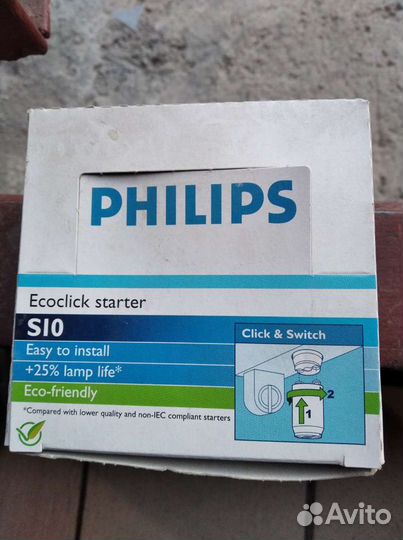 PHILIPS
Ecoclick starter
S10
Easy to install
+25% lamp life*
Eco-friendly
*Compared with lower quality and non-IEC compliant starters
Click & Switch
1
2
Avito